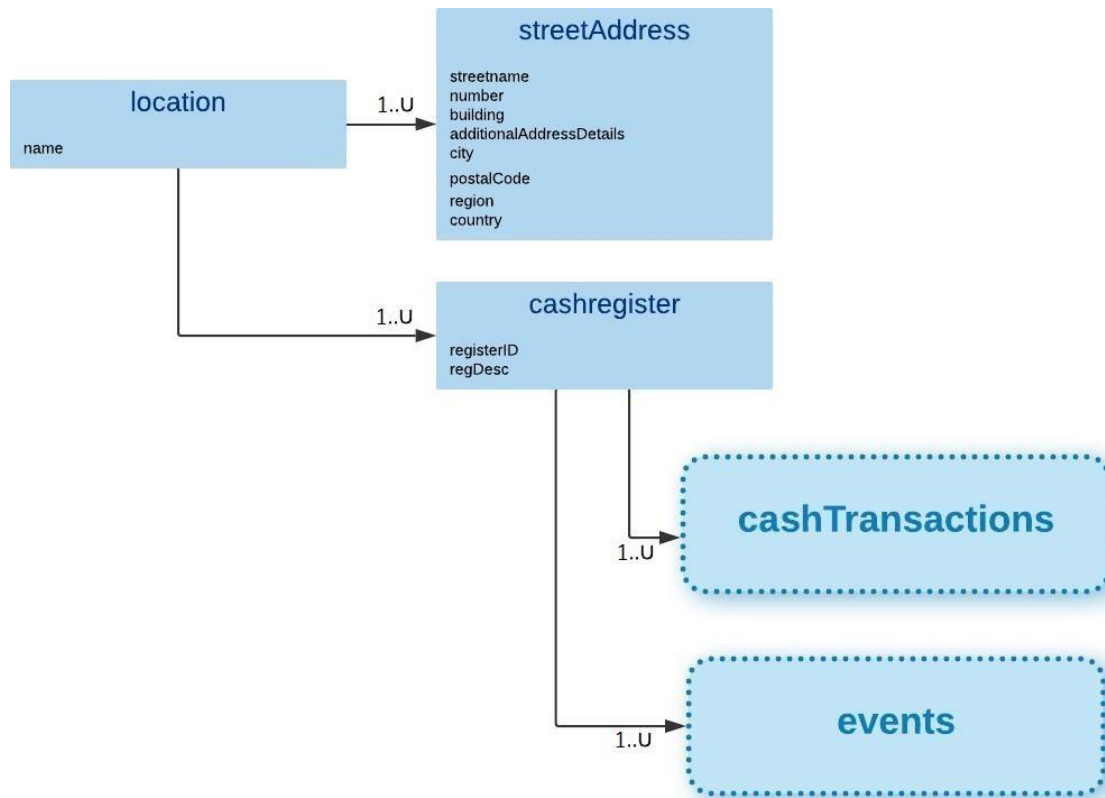 streetAddress
streetname
number
building
additionalAddressDetails
city
postalCode
region
country
location
name
1..U
1..U
cashregister
registerID
regDesc
1..U
cashTransactions
1..U
events